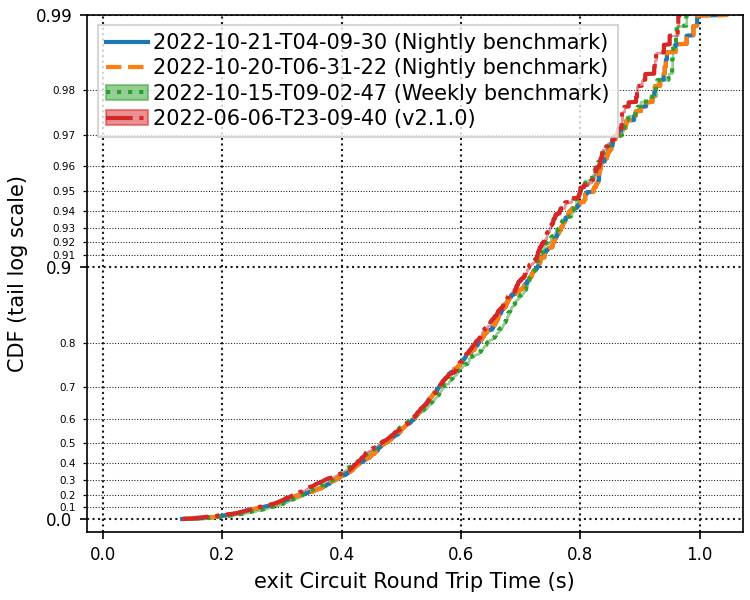 0.99
2022-10-21-T04-09-30 (Nightly benchmark)
2022-10-20-T06-31-22 (Nightly benchmark)
2022-10-15-T09-02-47 (Weekly benchmark)
2022-06-06-T23-09-40 (v2.1.0)
0.98
0.97
0.96
0.95
0.94
0.93
0.92
0.91
0.9
0.8
0.7
0.6
0.5
0.4
0.3
0.2
0.1
0.0
CDF (tail log scale)
0.0 0.2 0.4 0.6 0.8 1.0
exit Circuit Round Trip Time (s)